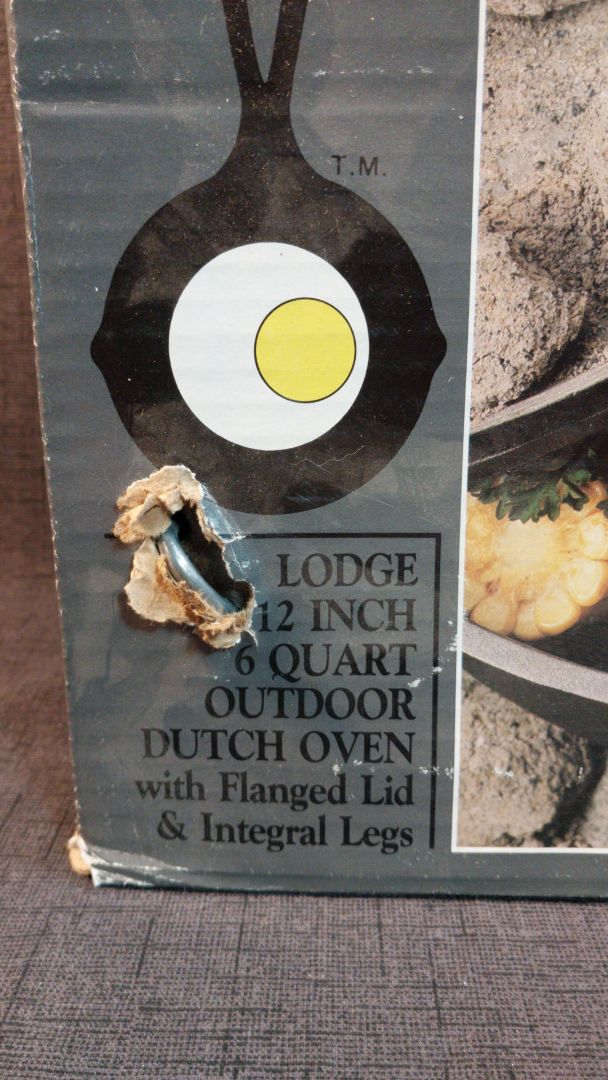 T.M.
LODGE
12 INCH
6 QUART
OUTDOOR
DUTCH OVEN
with Flanged Lid
& Integral Legs